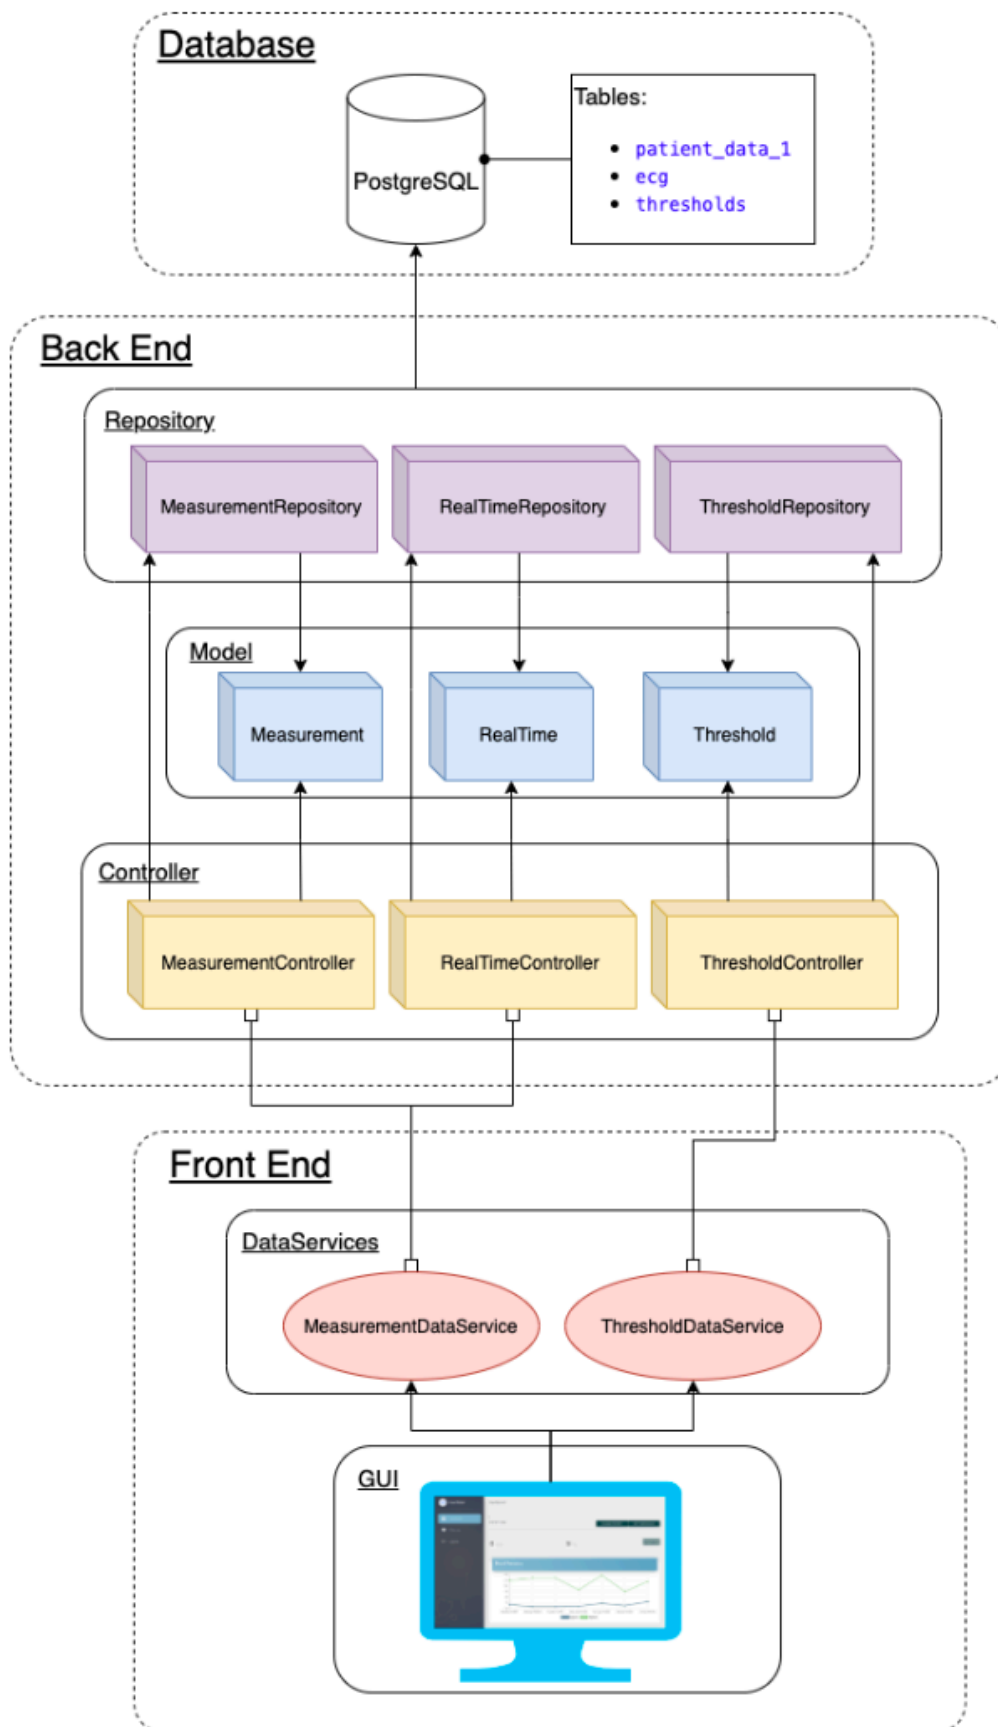 Database
PostgreSQL
Tables:
patient_data_1
ecg
thresholds
Back End
Repository
MeasurementRepository
RealTimeRepository
ThresholdRepository
Model
Measurement
RealTime
Threshold
Controller
MeasurementController
RealTimeController
ThresholdController
Front End
DataServices
MeasurementDataService
ThresholdDataService
GUI